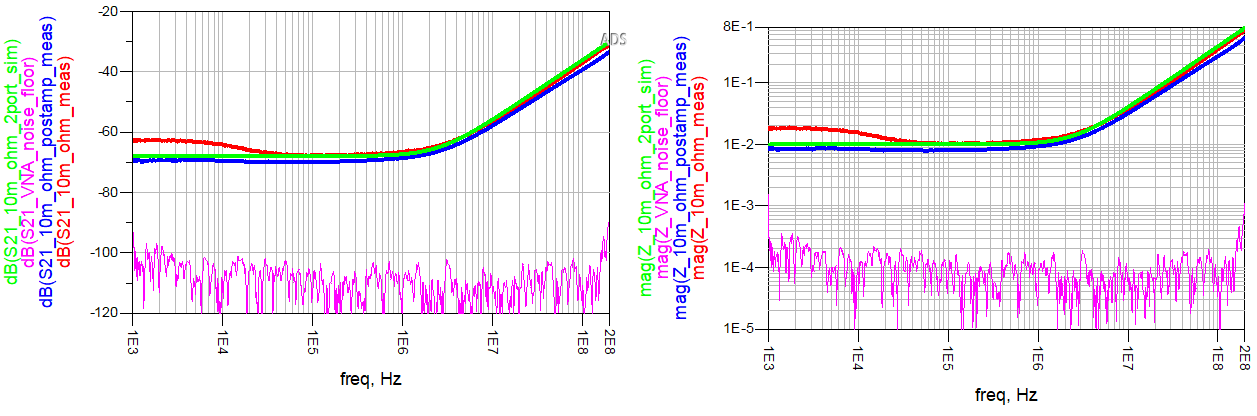 dB(S21_10m_ohm_2port_sim)
dB(S21_VNA_noise_floor)
dB(S21_10m_ohm_postamp_meas)
dB(S21_10m_ohm_meas)
-20
-40
-60
-80
-100
-120
1E3
1E4
1E5
1E6
1E7
1E8
2E8
freq, Hz
ADS
mag(Z_10m_ohm_2port_sim)
mag(Z_VNA_noise_floor)
mag(Z_10m_ohm_postamp_meas)
mag(Z_10m_ohm_meas)
8E-1
1E-1
1E-2
1E-3
1E-4
1E-5
1E3
1E4
1E5
1E6
1E7
1E8
2E8
freq, Hz